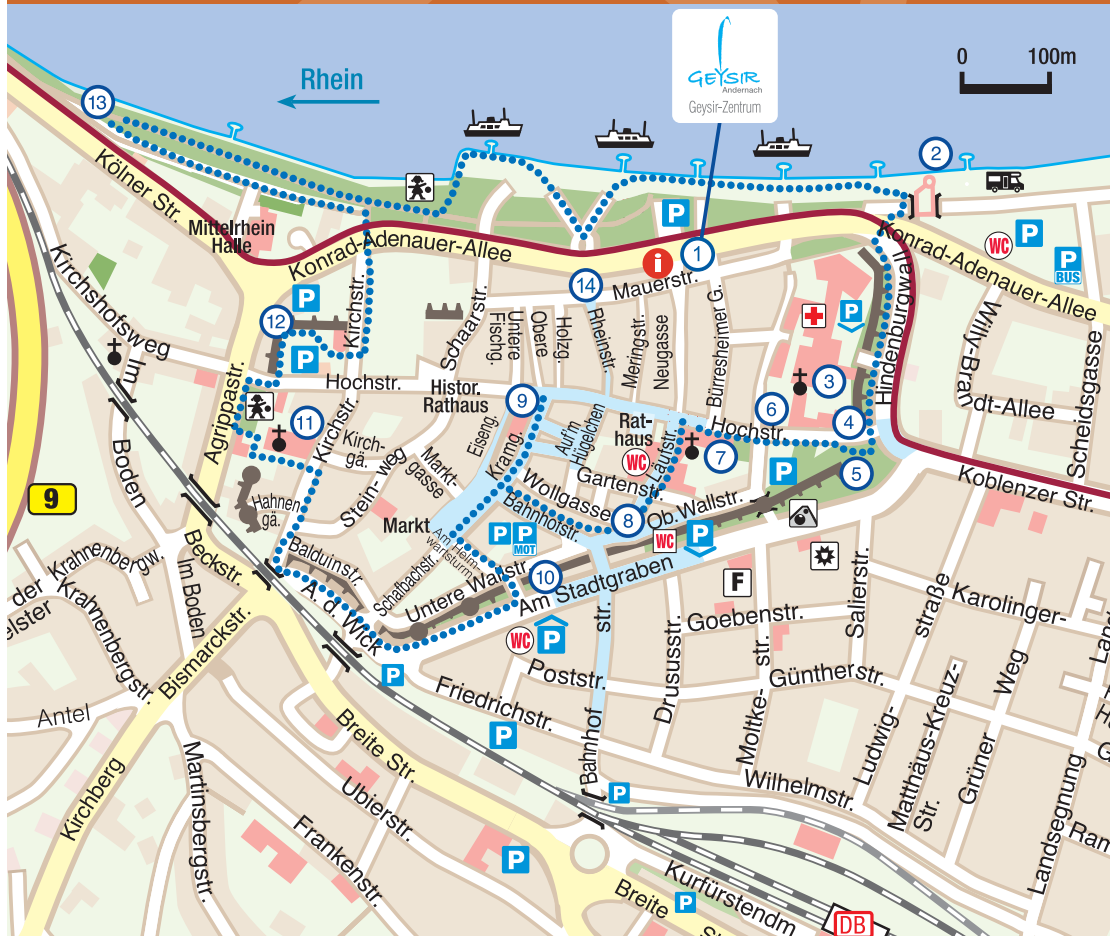 GEYSIR
Andernach
Geysir-Zentrum
0 100m
Rhein
13
2
Kölner Str.
Mittelrhein
Halle
Konrad-Adenauer-Allee
P
1
i
Mauerstr.
14
Konrad-Adenauer-Allee
WC
P
P
BUS
Kirchshofsweg
P
12
P
Kirchstr.
Schaarstr.
Untere
Fischg.
Obere
Holzg.
Rheinstr.
Meringstr.
Neugasse
Bürresheimer G.
P
Hindenburgwall
Willy-Brandt-Allee
Scheidsgasse
Im Boden
Agrippastr.
Hochstr.
Histor.
Rathaus
9
3
6
4
11
Kirchstr.
Kirch-
gä.
Eiseng.
Kramg.
Auf'm
Hügelchen
Rat-
haus
WC
Läufstr.
7
Hochstr.
P
5
Koblenzer Str.
Stein-weg
Markt-
gasse
Wollgasse
Gartenstr.
9
Hahnen
gä.
Markt
Bahnhofstr.
8
Ob. Wallstr.
WC
P
P
P
MOT
Am Helm-
wartsturm
Balduinstr.
Schafbachstr.
Untere Wallstr.
10
Am Stadtgraben
F
Salierstr.
Karolinger-
der Krahnenbergw.
elster
Krahnenbergstr.
Im Boden
Beckstr.
A. d. Wick
WC
P
Goebenstr.
Bismarckstr.
P
Poststr.
Drususstr.
Moltke-
str.
Güntherstr.
Ludwig-
straße
Matthäus-Kreuz-
Str.
Grüner Weg
Antel
Friedrichstr.
P
Bahnhof
str.
Wilhelmstr.
Landsegnung
Kirchberg
Martinsbergstr.
Breite Str.
P
Ubierstr.
Frankenstr.
P
Breite
P
Kurfürstendm
DB
Ram